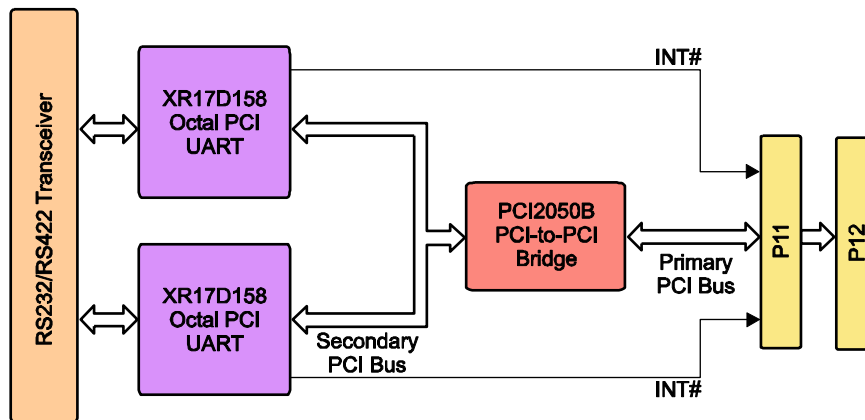 RS232/RS422 Transceiver
XR17D158
Octal PCI
UART
INT#
PCI2050B
PCI-to-PCI
Bridge
Primary
PCI Bus
P11
P12
XR17D158
Octal PCI
UART
Secondary
PCI Bus
INT#